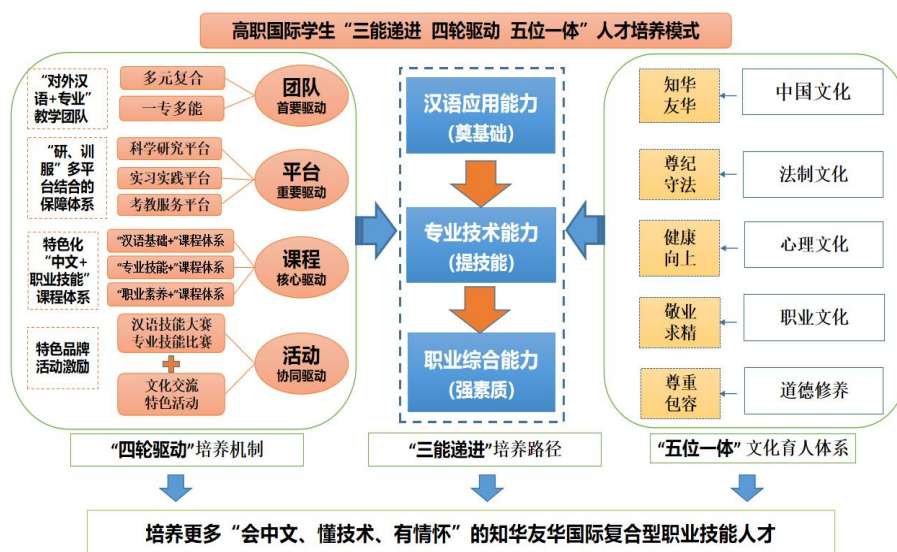 高职国际学生“三能递进 四轮驱动 五位一体”人才培养模式
“对外汉
语+专业”
教学团队
多元复合
一专多能
团队
首要驱动
“研、训
服”多平
台结合的
保障体系
科学研究平台
实习实践平台
考教服务平台
平台
重要驱动
特色化
“中文+
职业技能”
课程体系
“汉语基础+”课程体系
“专业技能+”课程体系
“职业素养+”课程体系
课程
核心驱动
特色品牌
活动激励
汉语技能大赛
专业技能比赛
文化交流
特色活动
活动
协同驱动
“四轮驱动”培养机制
汉语应用能力
(奠基础)
专业技术能力
(提技能)
职业综合能力
(强素质)
“三能递进”培养路径
知华
友华
中国文化
尊纪
守法
法制文化
健康
向上
心理文化
敬业
求精
职业文化
尊重
包容
道德修养
“五位一体”文化育人体系
培养更多“会中文、懂技术、有情怀”的知华友华国际复合型职业技能人才